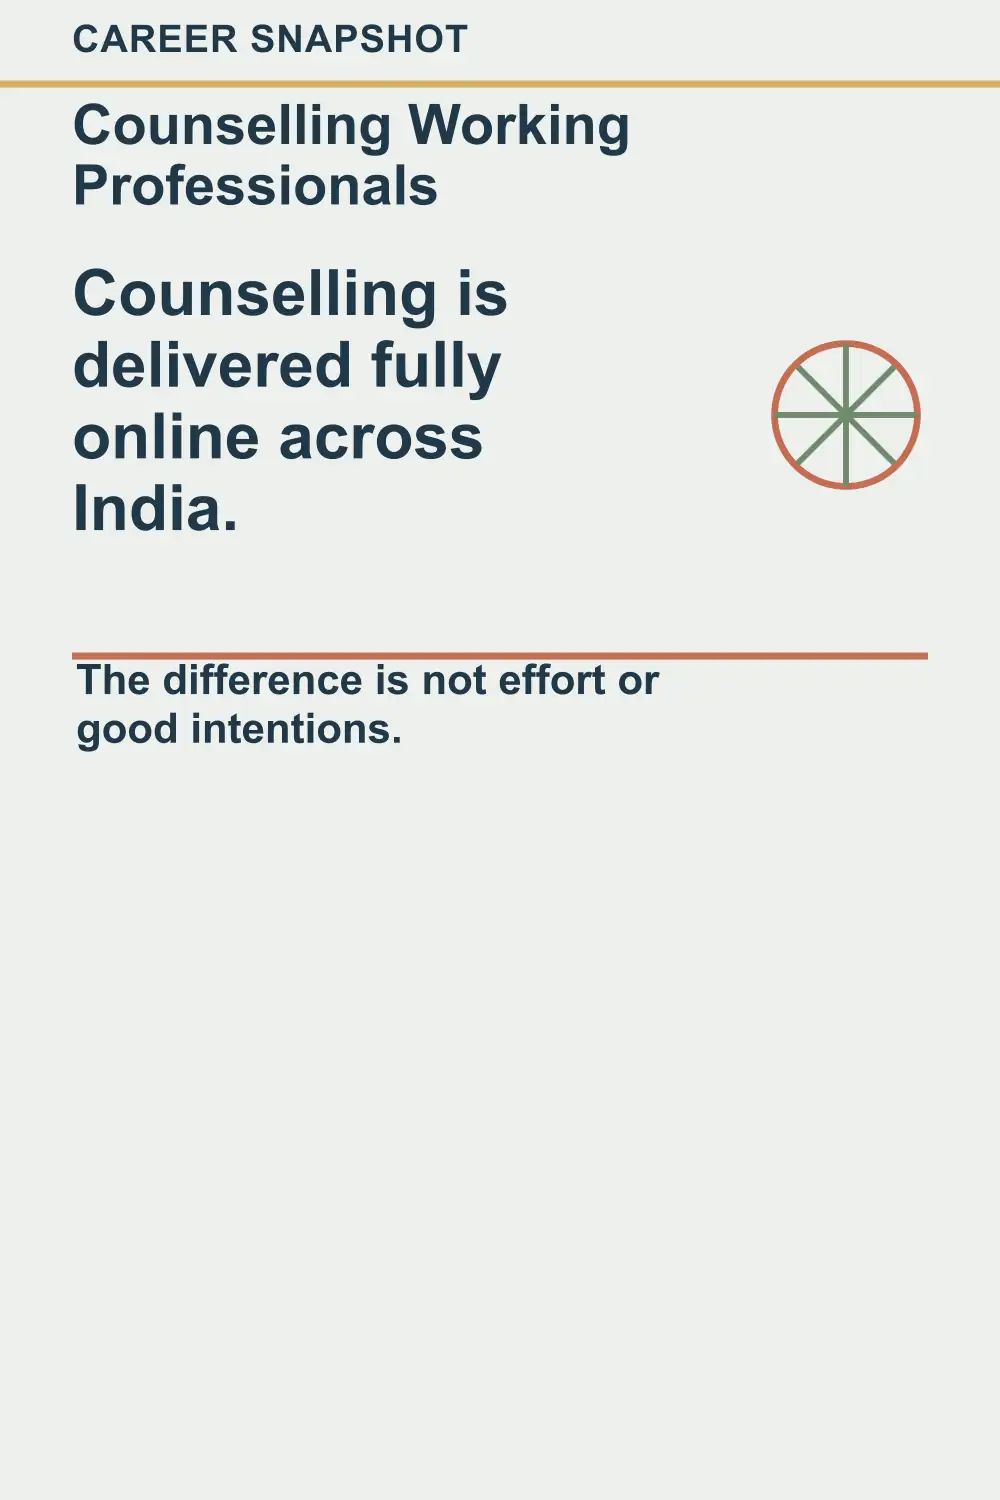 CAREER SNAPSHOT
Counselling Working
Professionals
Counselling is
delivered fully
online across
India.
The difference is not effort or
good intentions.